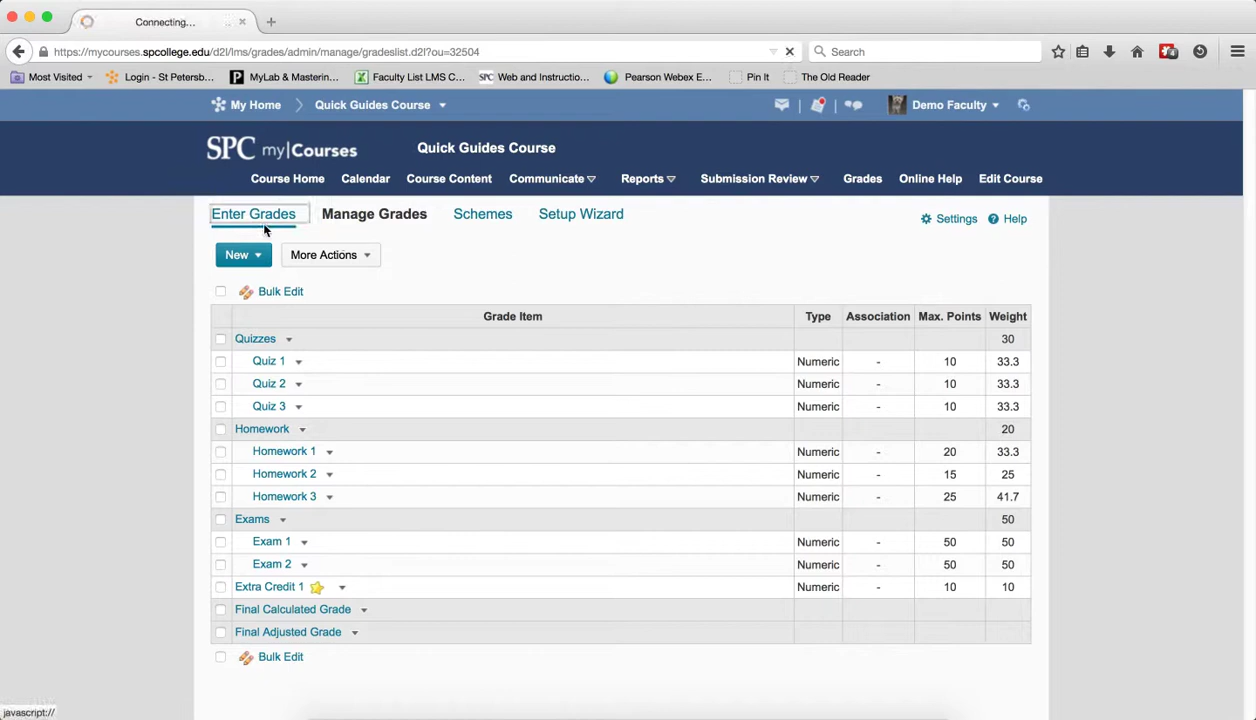 Connecting...
https://mycourses.spcollege.edu/d2l/lms/grades/admin/manage/gradeslist.d2l?ou=32504
Search
Most Visited
Login - St Petersb...
MyLab & Mastering...
Faculty List LMS C...
SPC
Web and Instructio...
Pearson Webex E...
Pin It
The Old Reader
My Home
Quick Guides Course
Demo Faculty
SPC my|Courses
Quick Guides Course
Course Home
Calendar
Course Content
Communicate
Reports
Submission Review
Grades
Online Help
Edit Course
Enter Grades
Manage Grades
Schemes
Setup Wizard
Settings
Help
New
More Actions
Bulk Edit
Grade Item Type Association Max. Points Weight
Quizzes 30
Quiz 1 Numeric - 10 33.3
Quiz 2 Numeric - 10 33.3
Quiz 3 Numeric - 10 33.3
Homework 20
Homework 1 Numeric - 20 33.3
Homework 2 Numeric - 15 25
Homework 3 Numeric - 25 41.7
Exams 50
Exam 1 Numeric - 50 50
Exam 2 Numeric - 50 50
Extra Credit 1 Numeric - 10 10
Final Calculated Grade
Final Adjusted Grade
Bulk Edit
javascript://